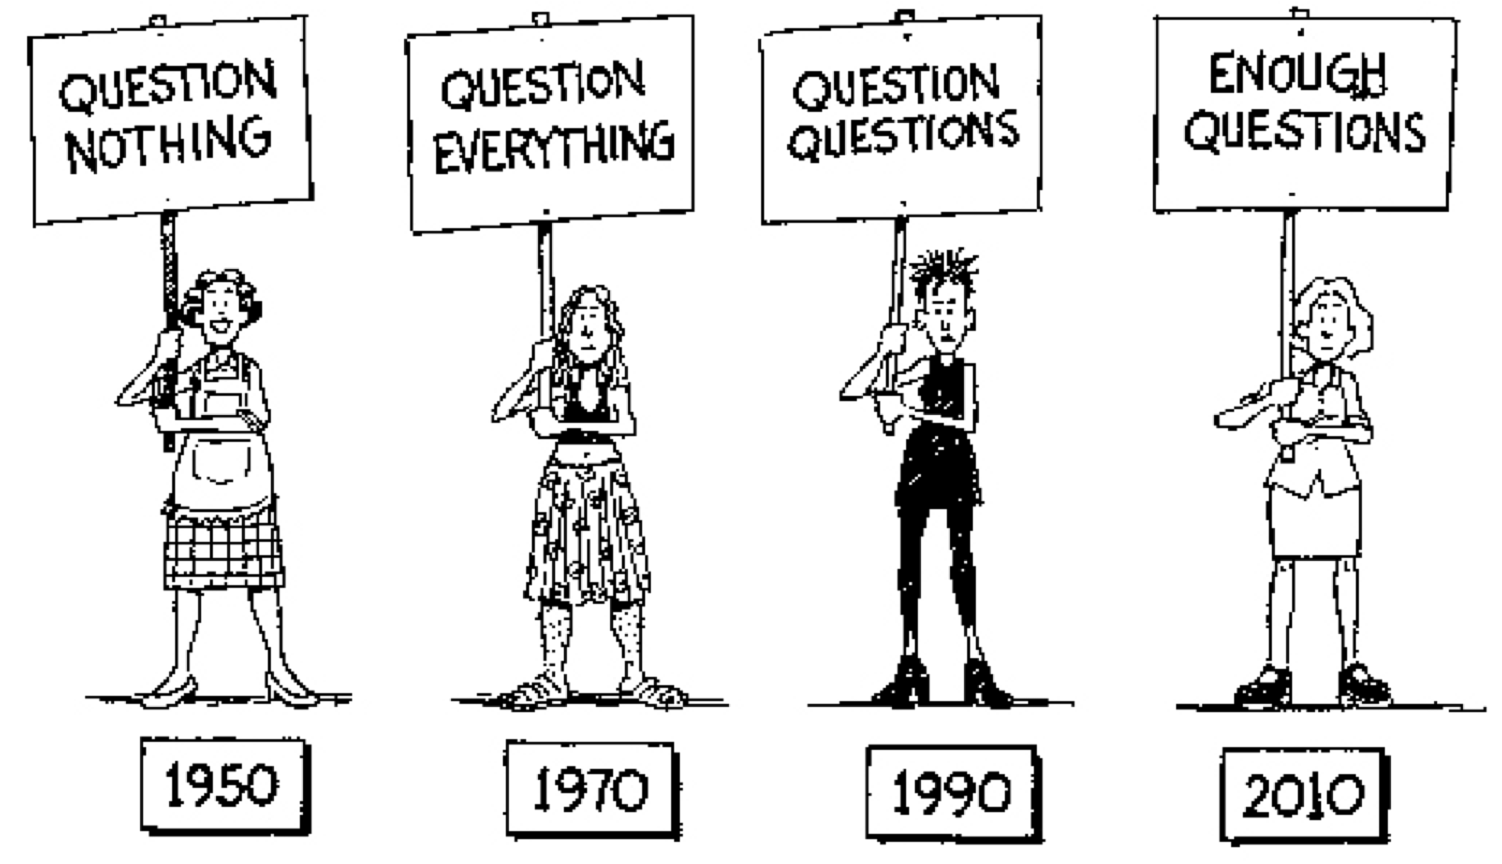 QUESTION
NOTHING
QUESTION
EVERYTHING
QUESTION
QUESTIONS
ENOUGH
QUESTIONS
1950
1970
1990
2010